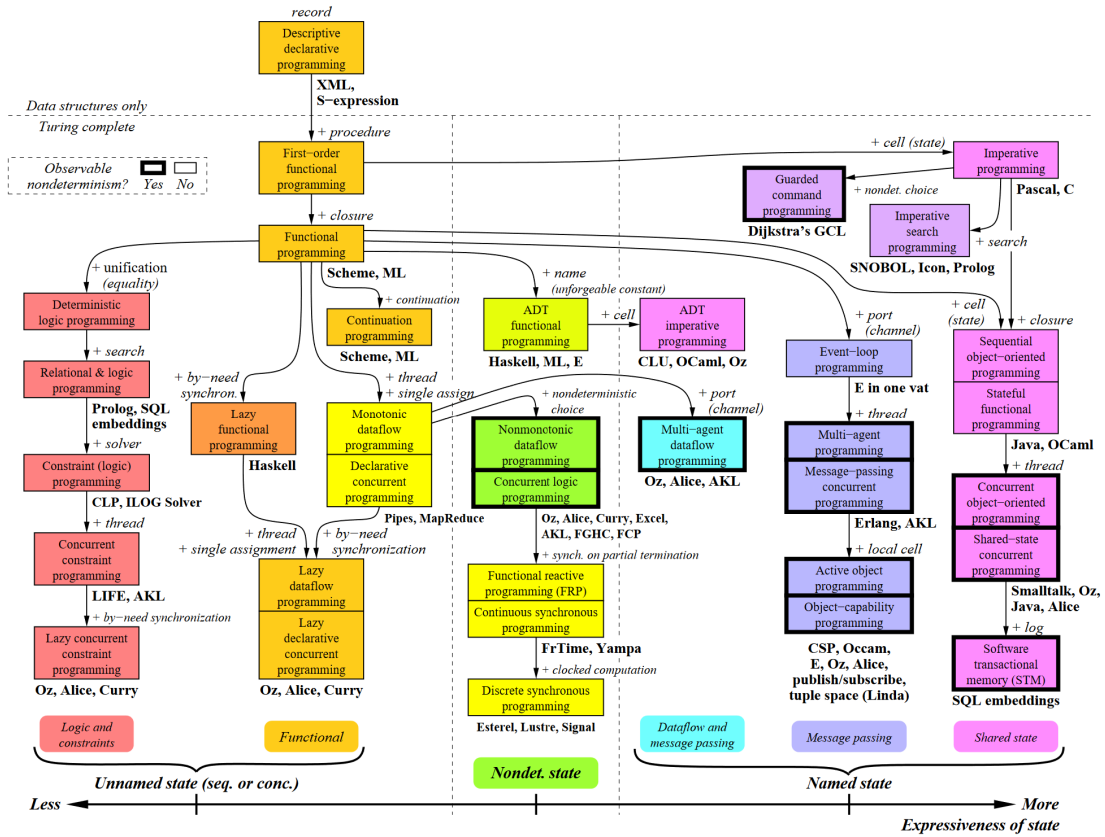 record
Descriptive
declarative
programming
XML,
S−expression
Data structures only
Turing complete
+ procedure
Observable
nondeterminism?
Yes
No
First−order
functional
programming
+ cell (state)
Imperative
programming
Pascal, C
+ nondet. choice
Guarded
command
programming
Dijkstra's GCL
Imperative
search
programming
+ search
SNOBOL, Icon, Prolog
+ closure
Functional
programming
Scheme, ML
+ unification
(equality)
+ continuation
Continuation
programming
Scheme, ML
+ name
(unforgeable constant)
ADT
functional
programming
Haskell, ML, E
+ cell
ADT
imperative
programming
CLU, OCaml, Oz
+ port
(channel)
Event−loop
programming
E in one vat
+ cell
(state)
+ closure
Sequential
object−oriented
programming
Stateful
functional
programming
Java, OCaml
Deterministic
logic programming
+ search
Relational & logic
programming
Prolog, SQL
embeddings
+ solver
Constraint (logic)
programming
CLP, ILOG Solver
+ thread
Concurrent
constraint
programming
LIFE, AKL
+ by−need synchronization
Lazy concurrent
constraint
programming
Oz, Alice, Curry
+ by−need
synchron.
Lazy
functional
programming
Haskell
+ thread
+ single assign.
Monotonic
dataflow
programming
Declarative
concurrent
programming
Pipes, MapReduce
+ thread
+ single assignment
+ by−need
synchronization
Lazy
dataflow
programming
Lazy
declarative
concurrent
programming
Oz, Alice, Curry
+ nondeterministic
choice
Nonmonotonic
dataflow
programming
Concurrent logic
programming
Oz, Alice, Curry, Excel,
AKL, FGHC, FCP
+ synch. on partial termination
Functional reactive
programming (FRP)
Continuous synchronous
programming
FrTime, Yampa
+ clocked computation
Discrete synchronous
programming
Esterel, Lustre, Signal
+ port
(channel)
Multi−agent
dataflow
programming
Oz, Alice, AKL
+ thread
Multi−agent
programming
Message−passing
concurrent
programming
Erlang, AKL
+ local cell
Active object
programming
Object−capability
programming
CSP, Occam,
E, Oz, Alice,
publish/subscribe,
tuple space (Linda)
+ thread
Concurrent
object−oriented
programming
Shared−state
concurrent
programming
Smalltalk, Oz,
Java, Alice
+ log
Software
transactional
memory (STM)
SQL embeddings
Logic and
constraints
Functional
Dataflow and
message passing
Message passing
Shared state
Unnamed state (seq. or conc.)
Nondet. state
Named state
Less
More
Expressiveness of state